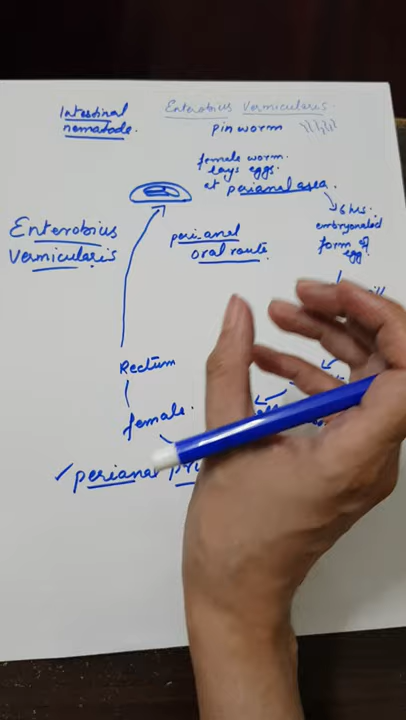 Intestinal
nematode.
Enterobius Vermicularis.
pin worm
female worm.
lays eggs.
at perianal area.
6 hrs.
embryonated
form of
egg.
peri-anal
oral route
Enterobius
Vermicularis
Rectum
female.
✓ perianal